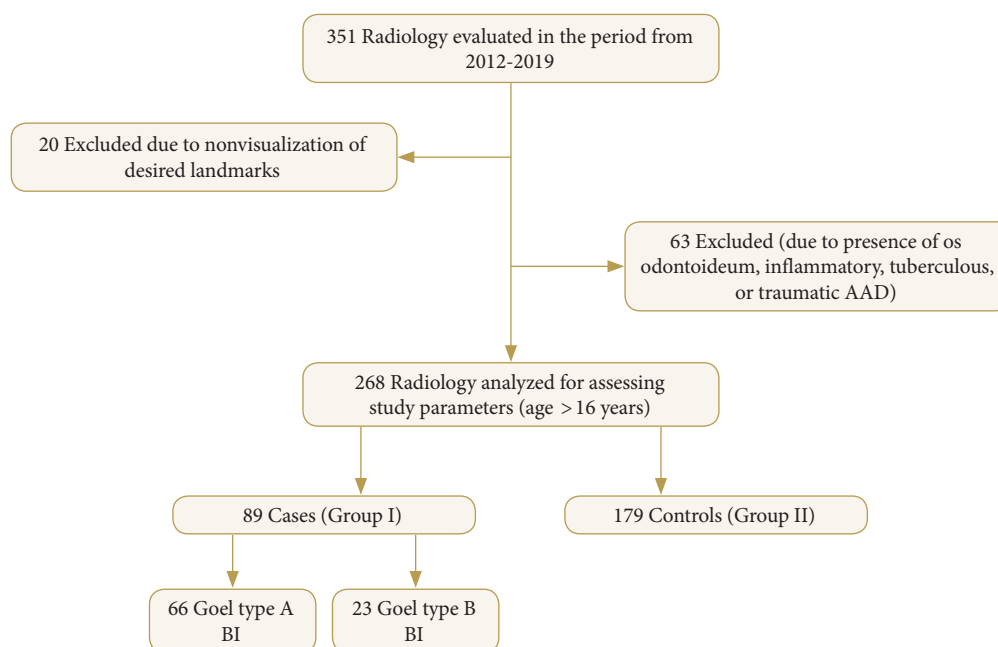 351 Radiology evaluated in the period from
2012-2019
20 Excluded due to nonvisualization of
desired landmarks
63 Excluded (due to presence of os
odontoideum, inflammatory, tuberculous,
or traumatic AAD)
268 Radiology analyzed for assessing
study parameters (age > 16 years)
89 Cases (Group I)
179 Controls (Group II)
66 Goel type A
BI
23 Goel type B
BI